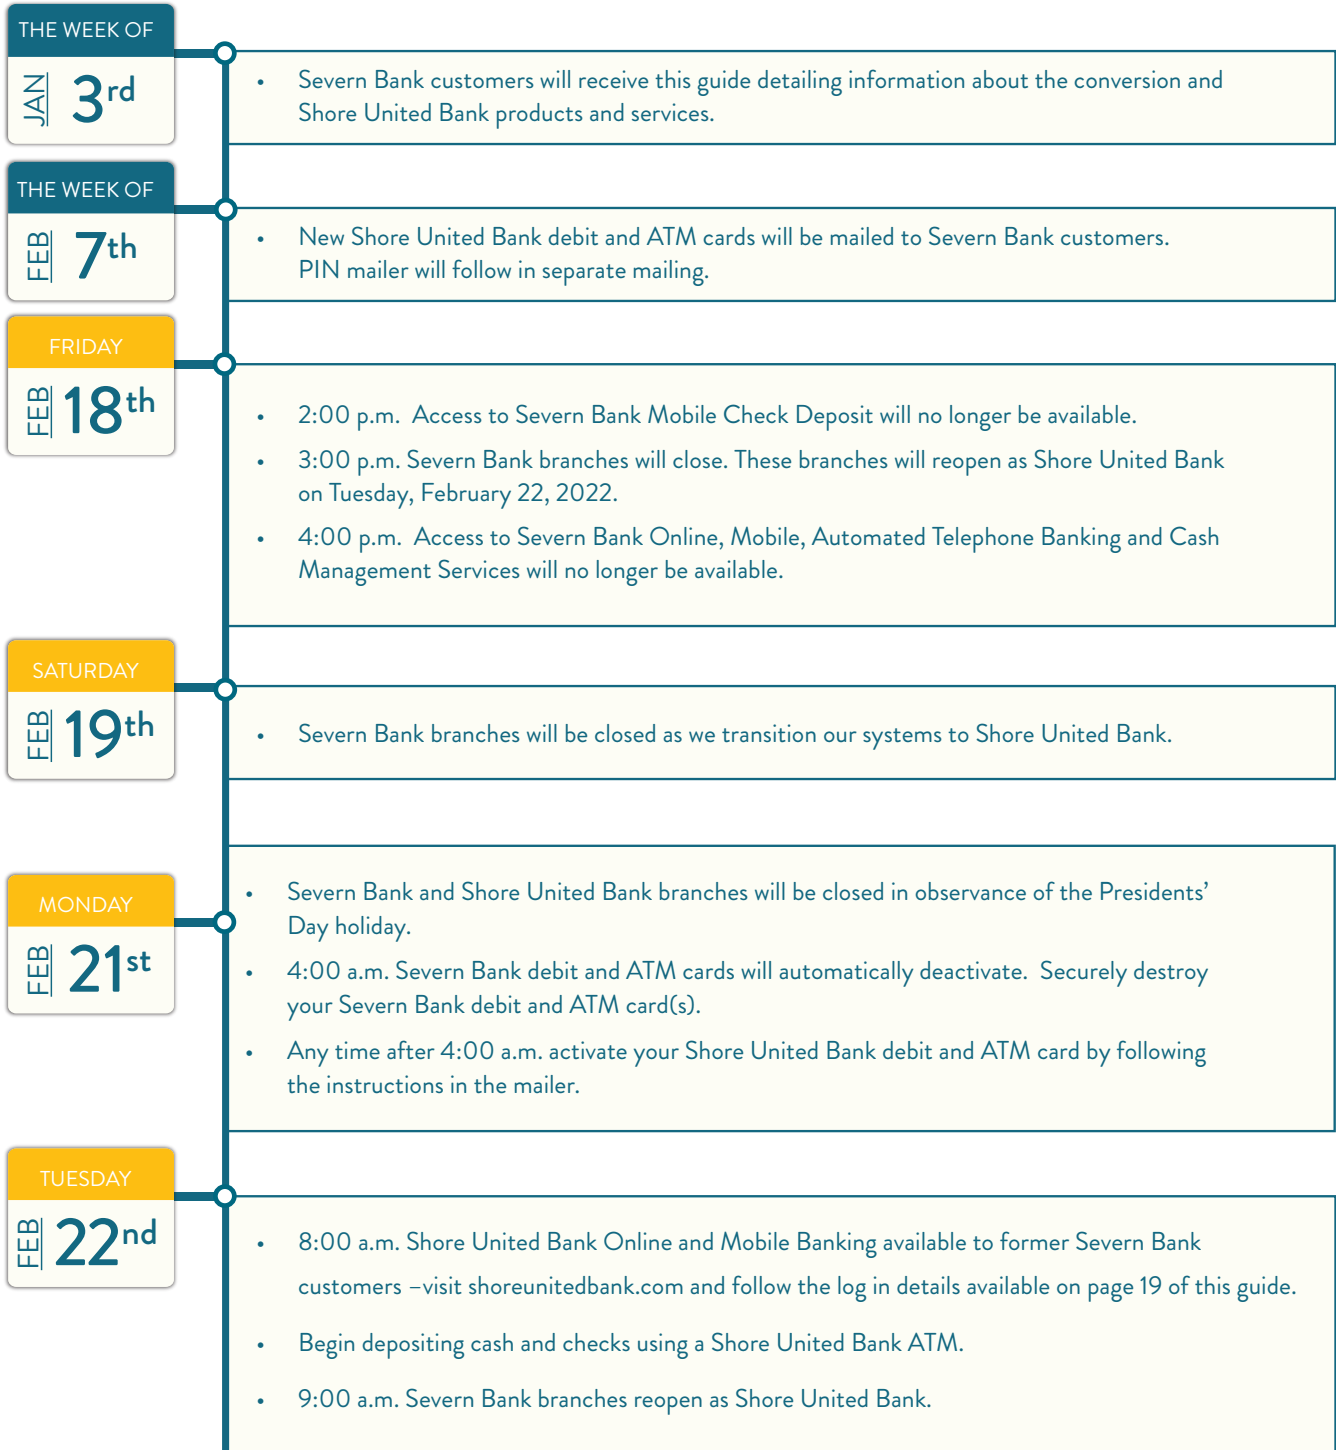 THE WEEK OF
JAN 3rd
• Severn Bank customers will receive this guide detailing information about the conversion and
Shore United Bank products and services.
THE WEEK OF
FEB 7th
• New Shore United Bank debit and ATM cards will be mailed to Severn Bank customers.
PIN mailer will follow in separate mailing.
FRIDAY
FEB 18th
• 2:00 p.m.  Access to Severn Bank Mobile Check Deposit will no longer be available.
• 3:00 p.m. Severn Bank branches will close. These branches will reopen as Shore United Bank
on Tuesday, February 22, 2022.
• 4:00 p.m.  Access to Severn Bank Online, Mobile, Automated Telephone Banking and Cash
Management Services will no longer be available.
SATURDAY
FEB 19th
• Severn Bank branches will be closed as we transition our systems to Shore United Bank.
MONDAY
FEB 21st
• Severn Bank and Shore United Bank branches will be closed in observance of the Presidents’
Day holiday.
• 4:00 a.m. Severn Bank debit and ATM cards will automatically deactivate.  Securely destroy
your Severn Bank debit and ATM card(s).
• Any time after 4:00 a.m. activate your Shore United Bank debit and ATM card by following
the instructions in the mailer.
TUESDAY
FEB 22nd
• 8:00 a.m. Shore United Bank Online and Mobile Banking available to former Severn Bank
customers –visit shoreunitedbank.com and follow the log in details available on page 19 of this guide.
• Begin depositing cash and checks using a Shore United Bank ATM.
• 9:00 a.m. Severn Bank branches reopen as Shore United Bank.